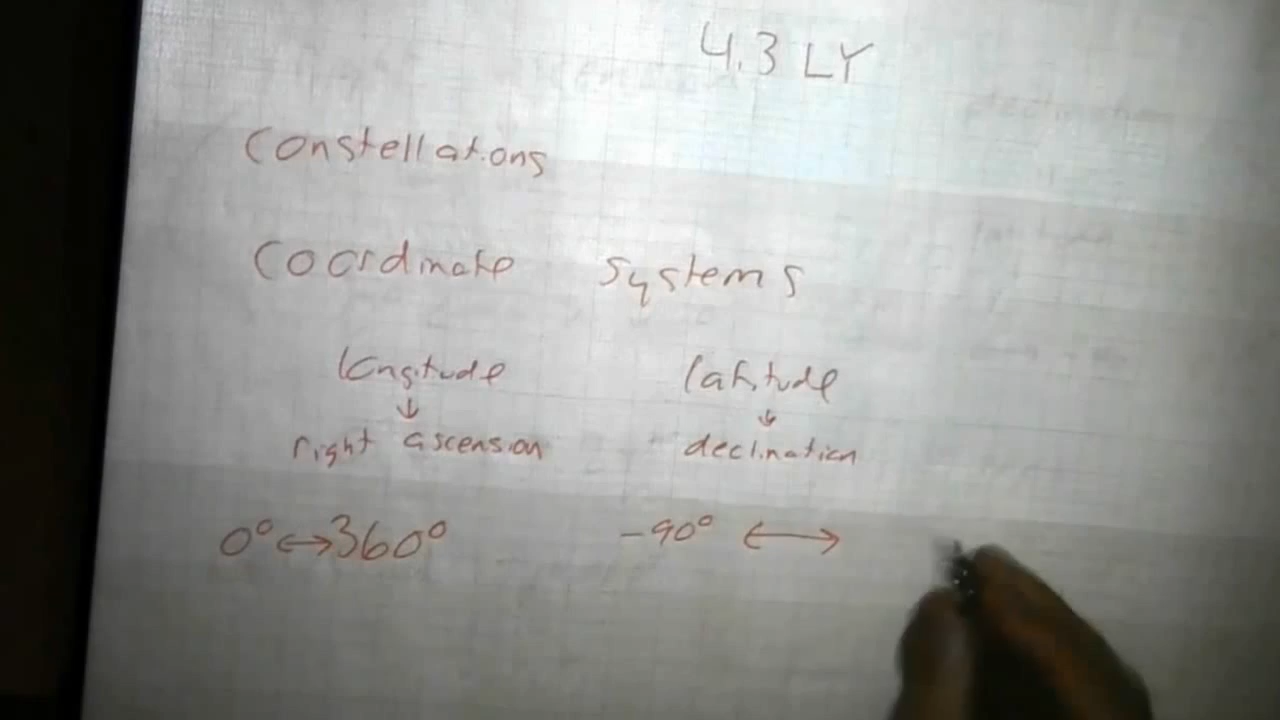 4.3 LY
Constellations
Coordinate systems
longitude latitude
↓ ↓
right ascension declination
0° ↔ 360° -90° ↔